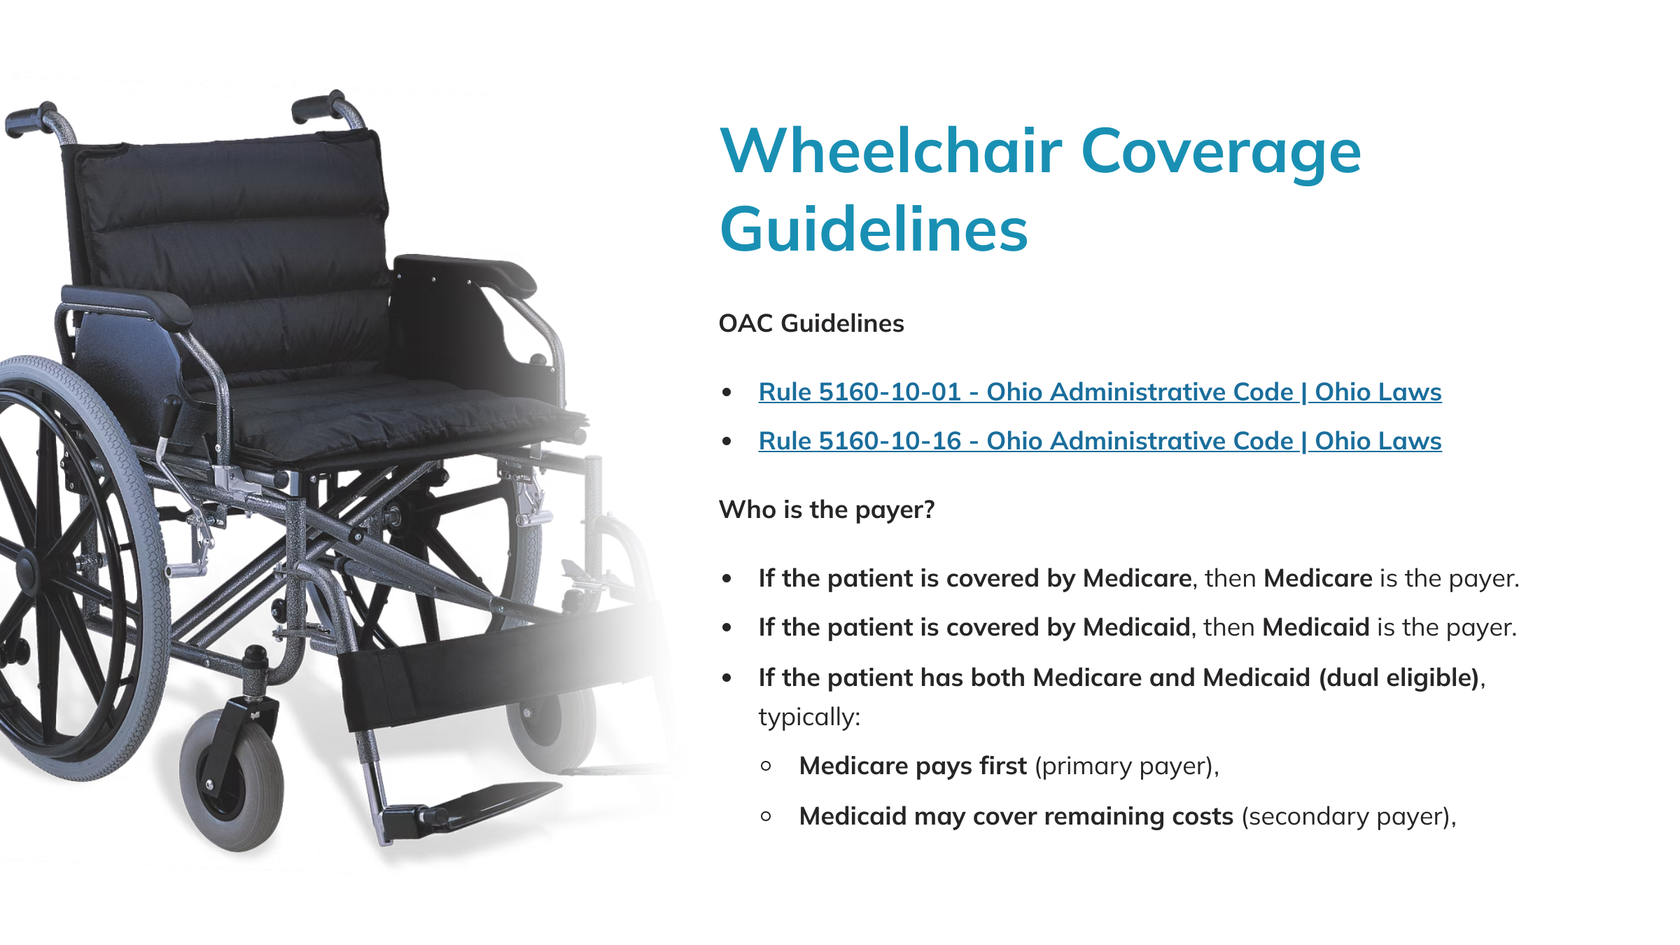 Wheelchair Coverage
Guidelines
OAC Guidelines
• Rule 5160-10-01 - Ohio Administrative Code | Ohio Laws
• Rule 5160-10-16 - Ohio Administrative Code | Ohio Laws
Who is the payer?
• If the patient is covered by Medicare, then Medicare is the payer.
• If the patient is covered by Medicaid, then Medicaid is the payer.
• If the patient has both Medicare and Medicaid (dual eligible),
typically:
○ Medicare pays first (primary payer),
○ Medicaid may cover remaining costs (secondary payer),